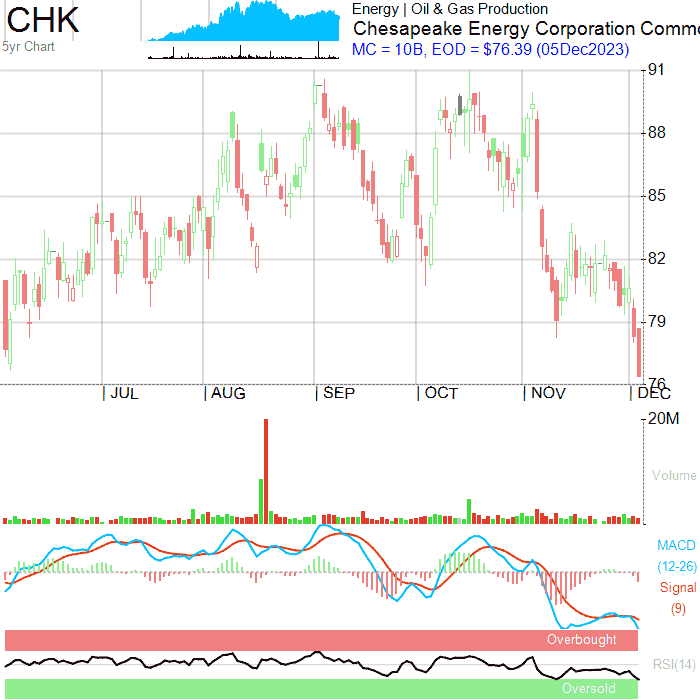 CHK
5yr Chart
Energy | Oil & Gas Production
Chesapeake Energy Corporation Commo
MC = 10B, EOD = $76.39 (05Dec2023)
91
88
85
82
79
76
| JUL | AUG | SEP | OCT | NOV | DEC
20M
Volume
MACD
(12-26)
Signal
(9)
Overbought
RSI(14)
Oversold